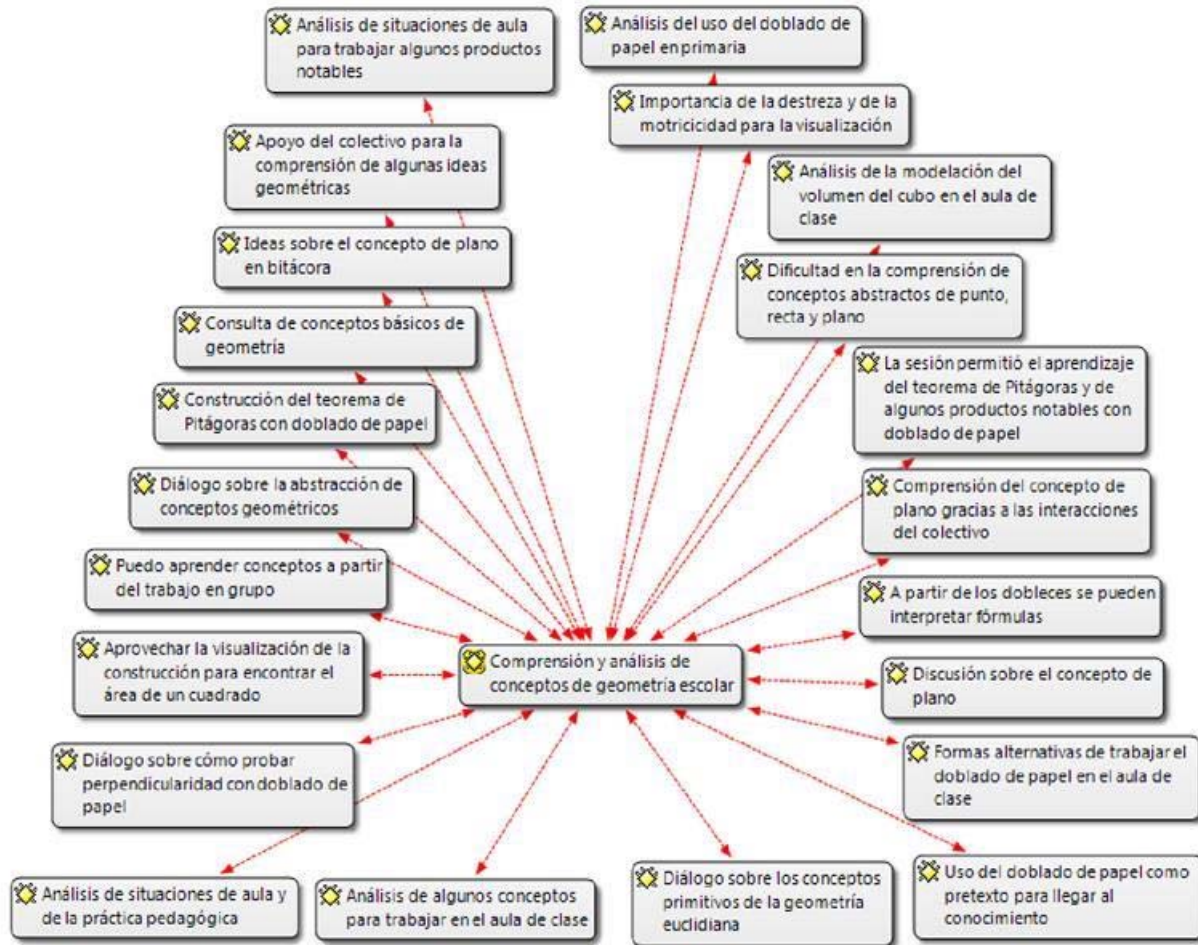 Análisis de situaciones de aula
para trabajar algunos productos
notables
Análisis del uso del doblado de
papel en primaria
Importancia de la destreza y de la
motricicidad para la visualización
Apoyo del colectivo para la
comprensión de algunas ideas
geométricas
Análisis de la modelación del
volumen del cubo en el aula de
clase
Ideas sobre el concepto de plano
en bitácora
Dificultad en la comprensión de
conceptos abstractos de punto,
recta y plano
Consulta de conceptos básicos de
geometría
La sesión permitió el aprendizaje
del teorema de Pitágoras y de
algunos productos notables con
doblado de papel
Construcción del teorema de
Pitágoras con doblado de papel
Diálogo sobre la abstracción de
conceptos geométricos
Comprensión del concepto de
plano gracias a las interacciones
del colectivo
Puedo aprender conceptos a partir
del trabajo en grupo
A partir de los dobleces se pueden
interpretar fórmulas
Aprovechar la visualización de la
construcción para encontrar el
área de un cuadrado
Comprensión y análisis de
conceptos de geometría escolar
Discusión sobre el concepto de
plano
Diálogo sobre cómo probar
perpendicularidad con doblado de
papel
Formas alternativas de trabajar el
doblado de papel en el aula de
clase
Análisis de situaciones de aula y
de la práctica pedagógica
Análisis de algunos conceptos
para trabajar en el aula de clase
Diálogo sobre los conceptos
primitivos de la geometría
euclidiana
Uso del doblado de papel como
pretexto para llegar al
conocimiento